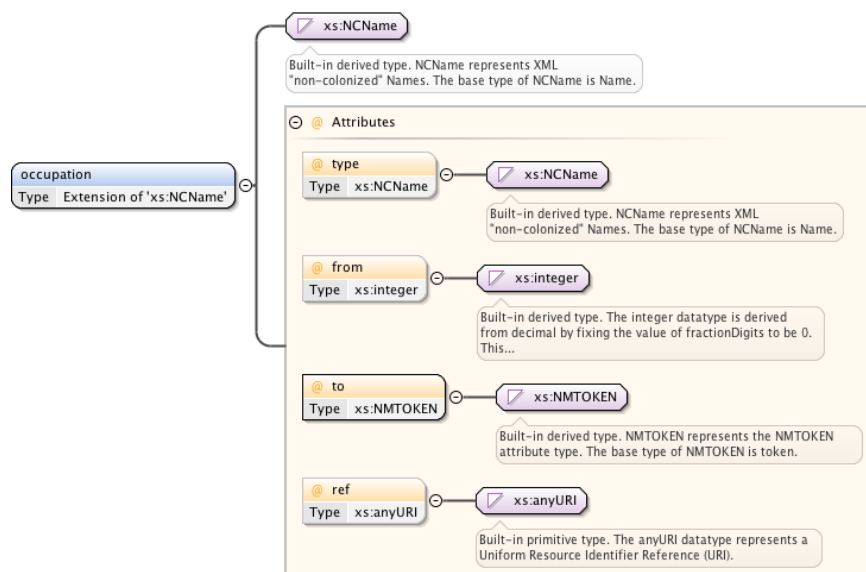 xs:NCName
Built-in derived type. NCName represents XML
"non-colonized" Names. The base type of NCName is Name.
@ Attributes
occupation
Type Extension of 'xs:NCName'
@ type
Type xs:NCName
xs:NCName
Built-in derived type. NCName represents XML
"non-colonized" Names. The base type of NCName is Name.
@ from
Type xs:integer
xs:integer
Built-in derived type. The integer datatype is derived
from decimal by fixing the value of fractionDigits to be 0.
This...
@ to
Type xs:NMTOKEN
xs:NMTOKEN
Built-in derived type. NMTOKEN represents the NMTOKEN
attribute type. The base type of NMTOKEN is token.
@ ref
Type xs:anyURI
xs:anyURI
Built-in primitive type. The anyURI datatype represents a
Uniform Resource Identifier Reference (URI).